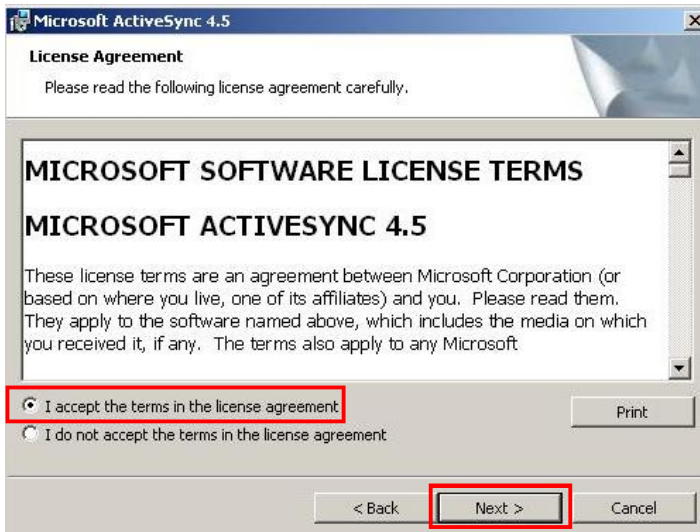 Microsoft ActiveSync 4.5
License Agreement
Please read the following license agreement carefully.
MICROSOFT SOFTWARE LICENSE TERMS
MICROSOFT ACTIVESYNC 4.5
These license terms are an agreement between Microsoft Corporation (or
based on where you live, one of its affiliates) and you.  Please read them.
They apply to the software named above, which includes the media on which
you received it, if any.  The terms also apply to any Microsoft
I accept the terms in the license agreement
Print
I do not accept the terms in the license agreement
< Back
Next >
Cancel